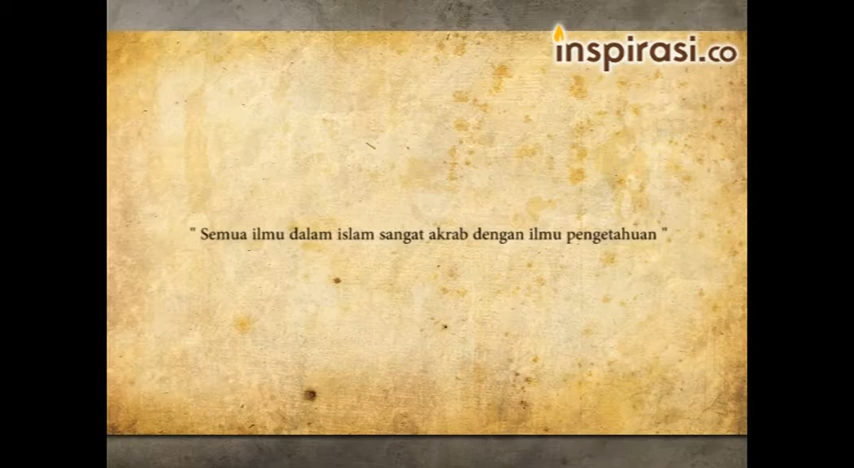 inspirasi.co
" Semua ilmu dalam islam sangat akrab dengan ilmu pengetahuan "